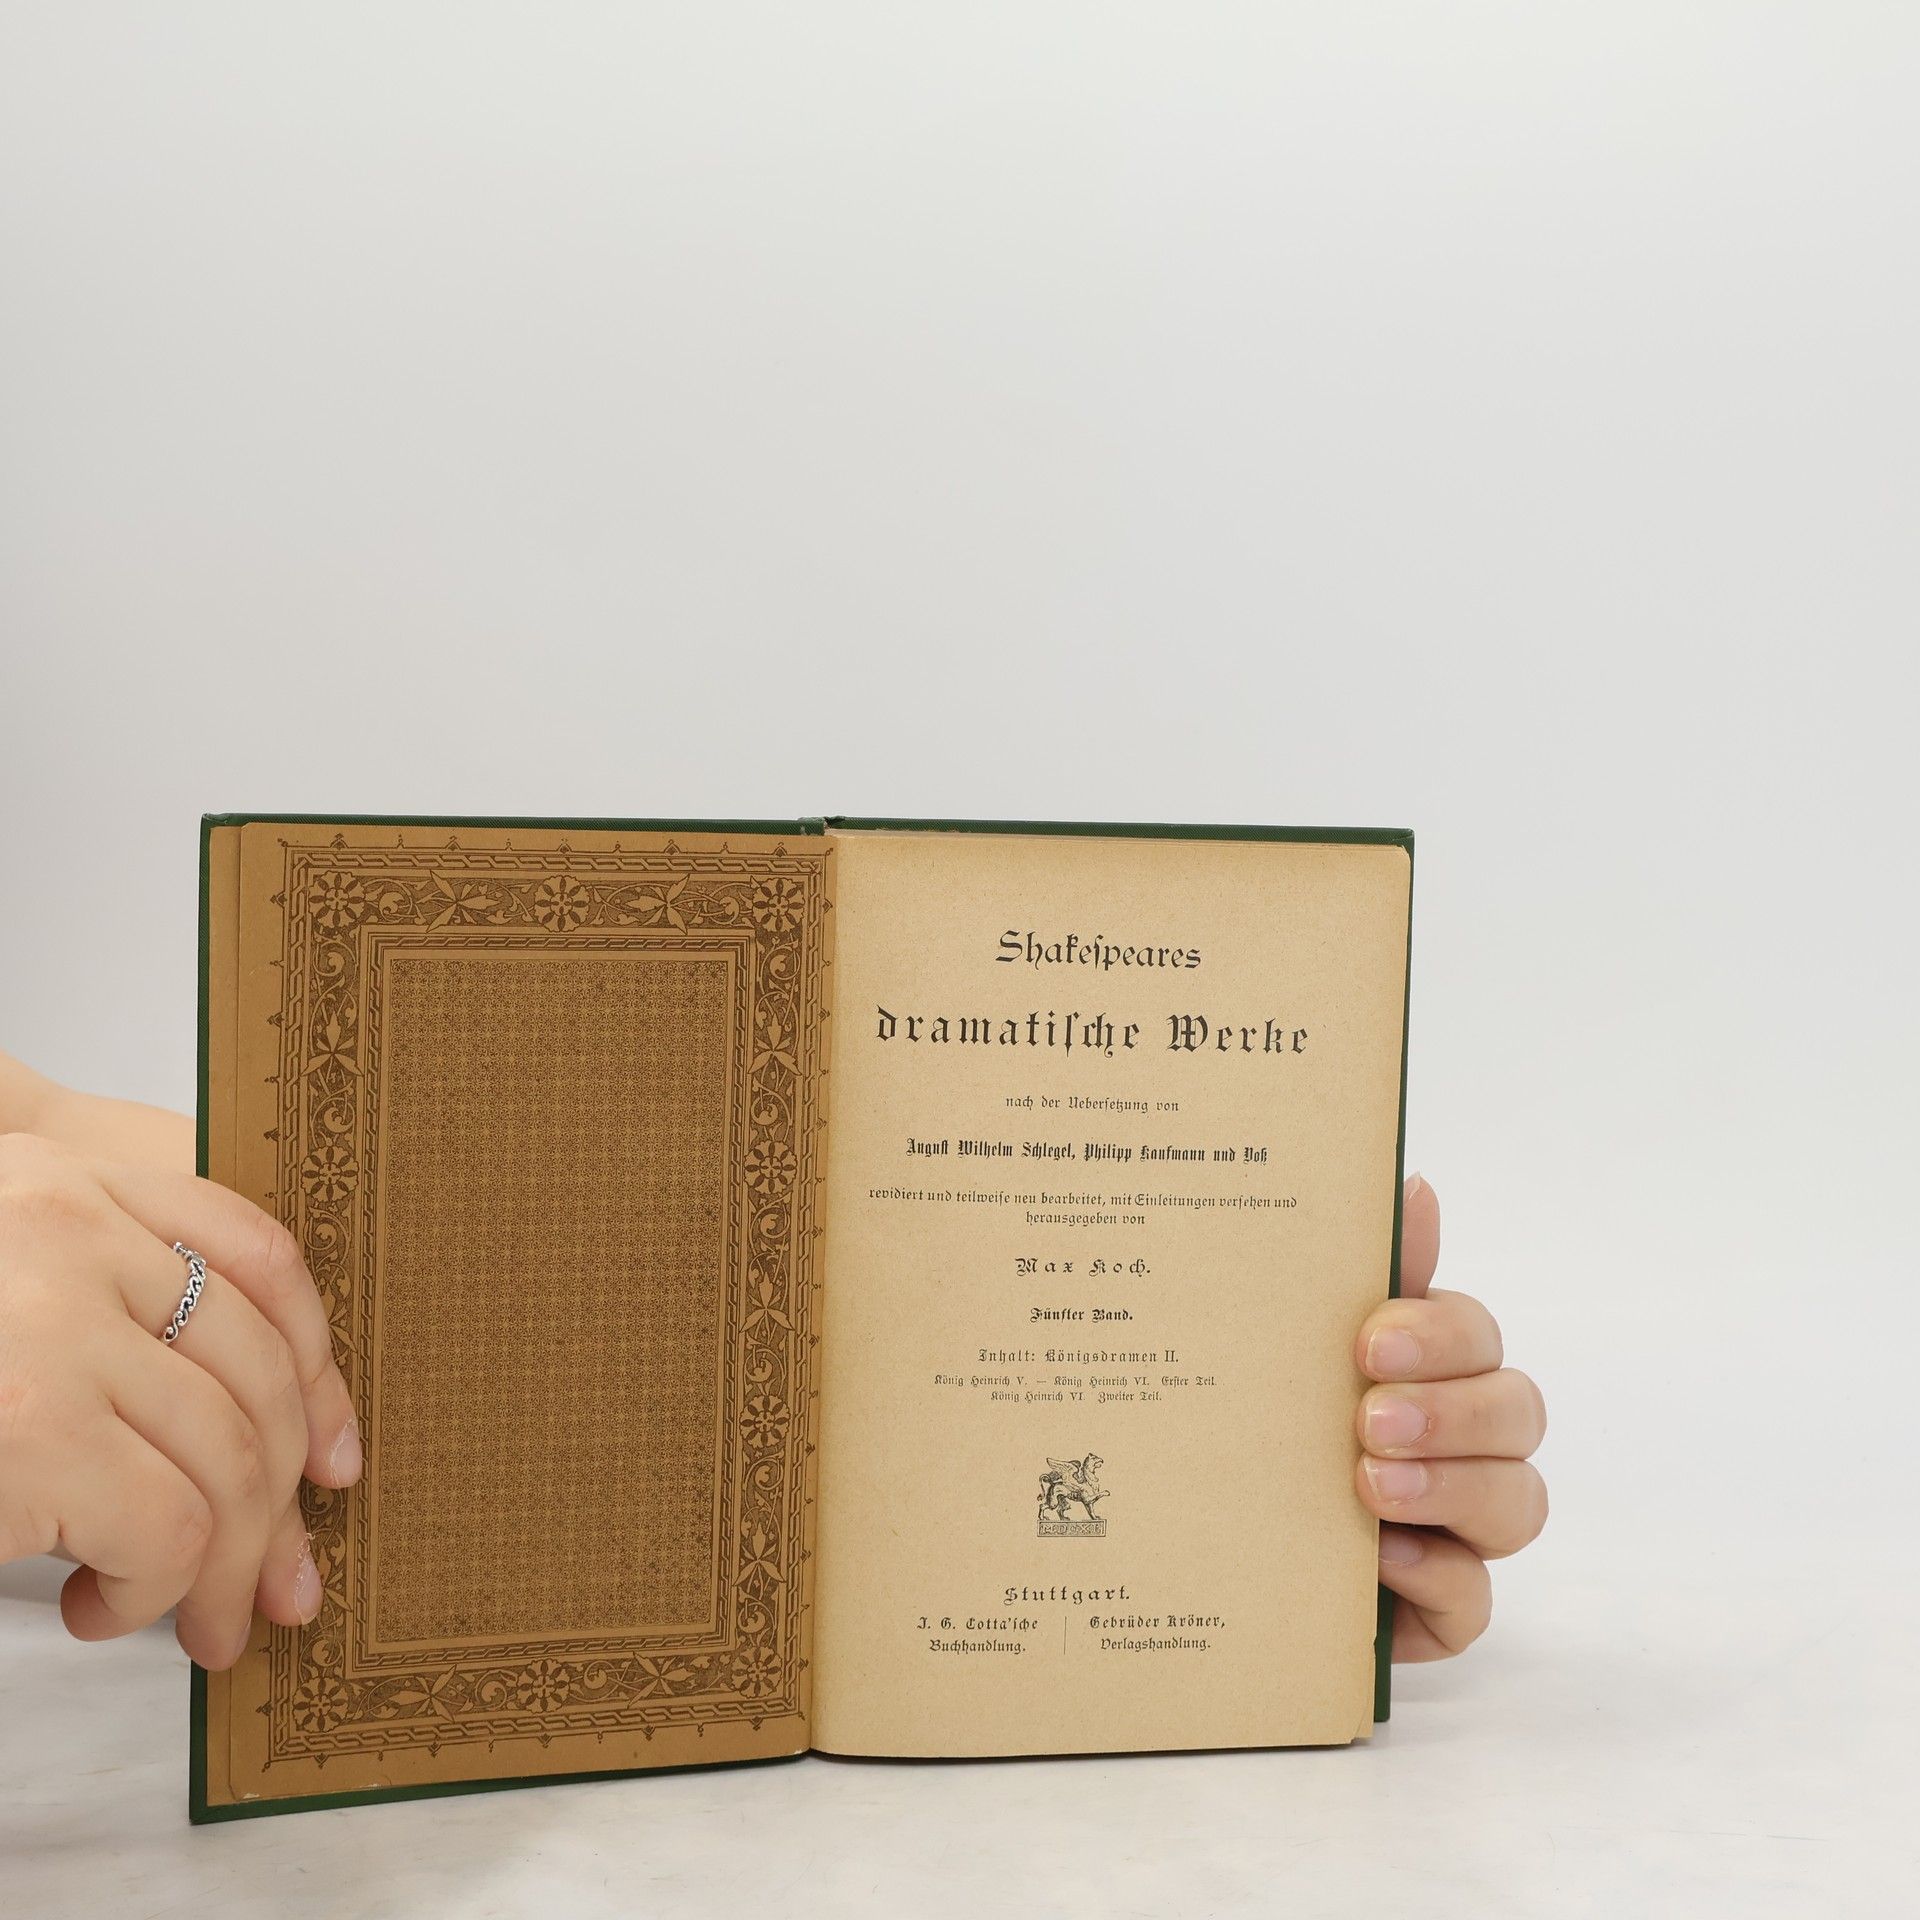 Shakeſpeares
dramatiſche Werke
nach der Ueberſetzung von
Auguſt Wilhelm Schlegel, Philipp Kaufmann und Voß
revidiert und teilweiſe neu bearbeitet, mit Einleitungen verſehen und
herausgegeben von
Max Koch.
Fünfter Band.
Inhalt: Königsdramen II.
König Heinrich V. — König Heinrich VI. Erſter Teil.
König Heinrich VI Zweiter Teil.
Stuttgart.
J. G. Cotta'ſche
Buchhandlung.
Gebrüder Kröner,
Verlagshandlung.